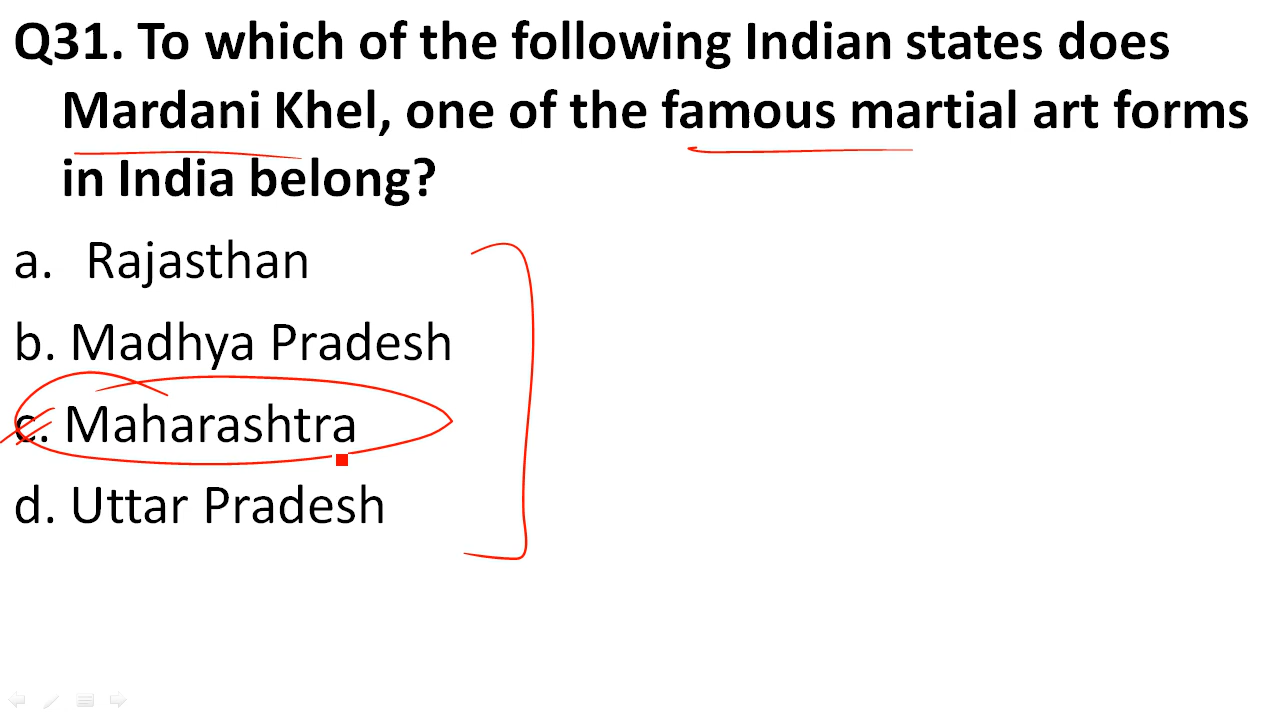 Q31. To which of the following Indian states does
Mardani Khel, one of the famous martial art forms
in India belong?
a. Rajasthan
b. Madhya Pradesh
c. Maharashtra
d. Uttar Pradesh